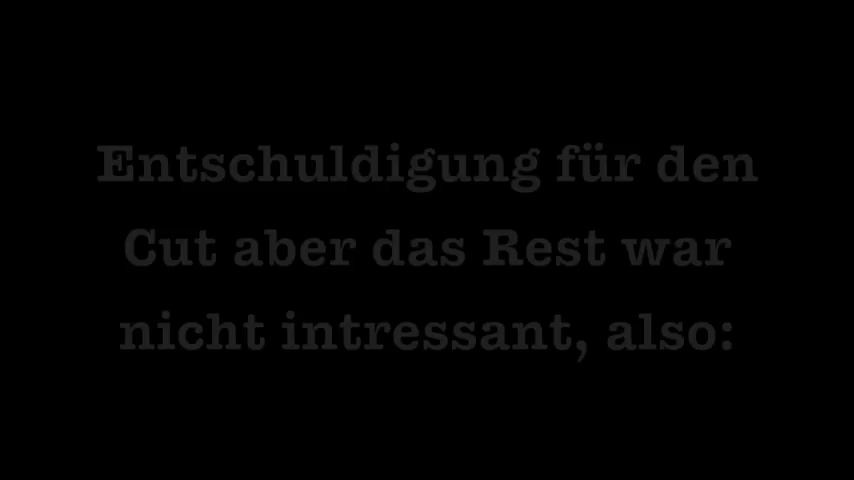 Entschuldigung für den
Cut aber das Rest war
nicht intressant, also: